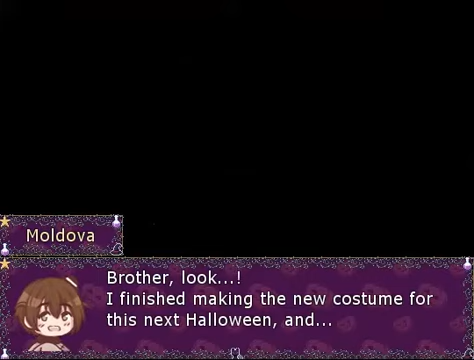 Moldova
Brother, look...!
I finished making the new costume for
this next Halloween, and...